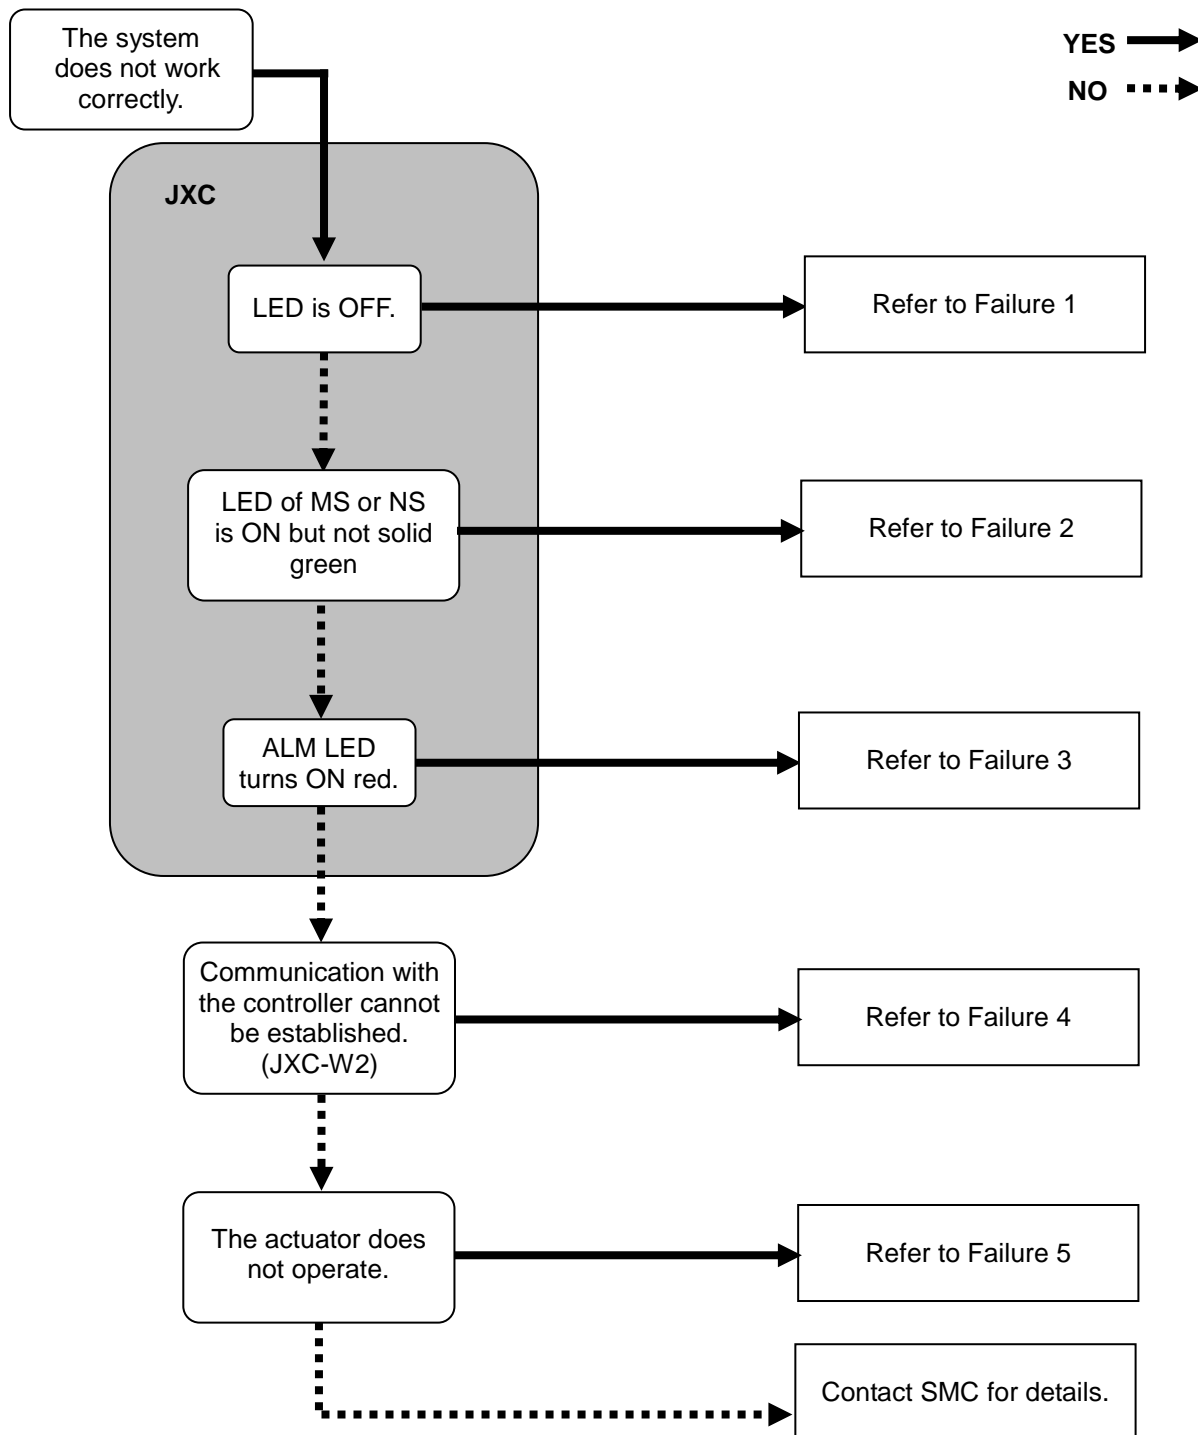 The system
does not work
correctly.
YES
NO
JXC
LED is OFF.
Refer to Failure 1
LED of MS or NS
is ON but not solid
green
Refer to Failure 2
ALM LED
turns ON red.
Refer to Failure 3
Communication with
the controller cannot
be established.
(JXC-W2)
Refer to Failure 4
The actuator does
not operate.
Refer to Failure 5
Contact SMC for details.